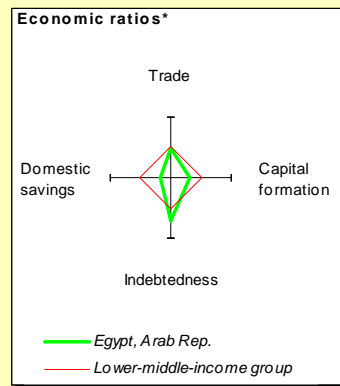 Economic ratios*
Trade
Domestic
savings
Capital
formation
Indebtedness
Egypt, Arab Rep.
Lower-middle-income group